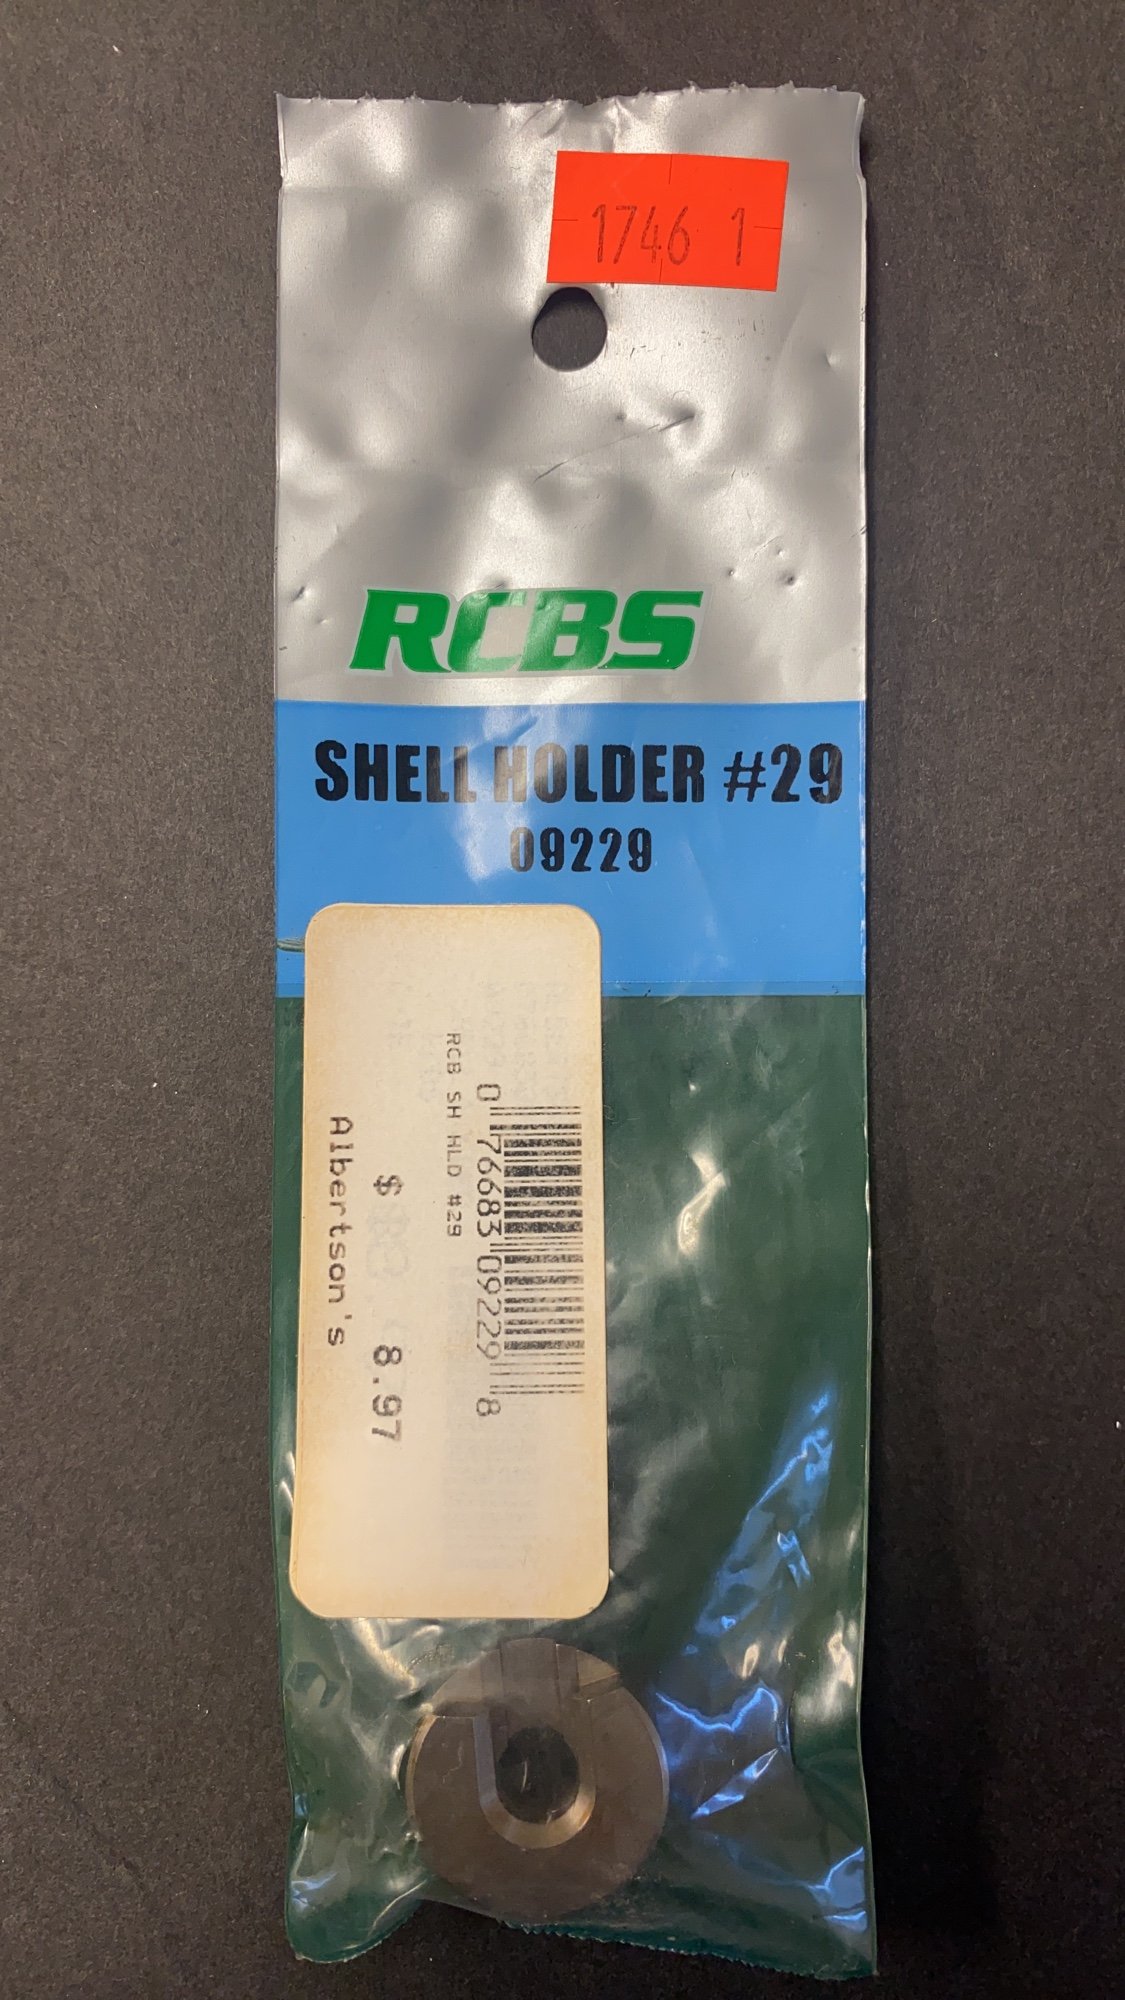 1746 1
RCBS
SHELL HOLDER #29
09229
0 76683 09229 8
RCB SH HLD #29
$ 8.97
Albertson's